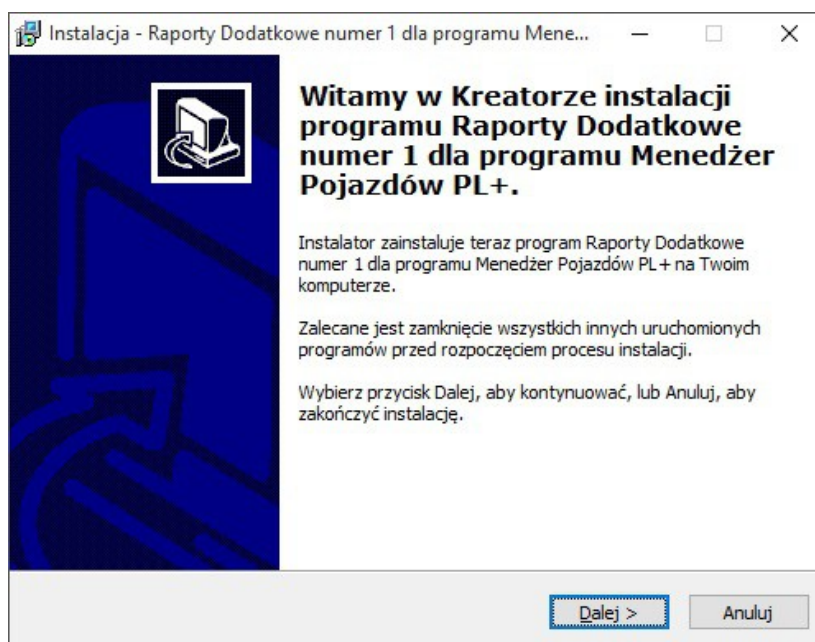 Instalacja - Raporty Dodatkowe numer 1 dla programu Mene...
Witamy w Kreatorze instalacji
programu Raporty Dodatkowe
numer 1 dla programu Menedżer
Pojazdów PL+.
Instalator zainstaluje teraz program Raporty Dodatkowe
numer 1 dla programu Menedżer Pojazdów PL+ na Twoim
komputerze.
Zalecane jest zamknięcie wszystkich innych uruchomionych
programów przed rozpoczęciem procesu instalacji.
Wybierz przycisk Dalej, aby kontynuować, lub Anuluj, aby
zakończyć instalację.
Dalej >
Anuluj